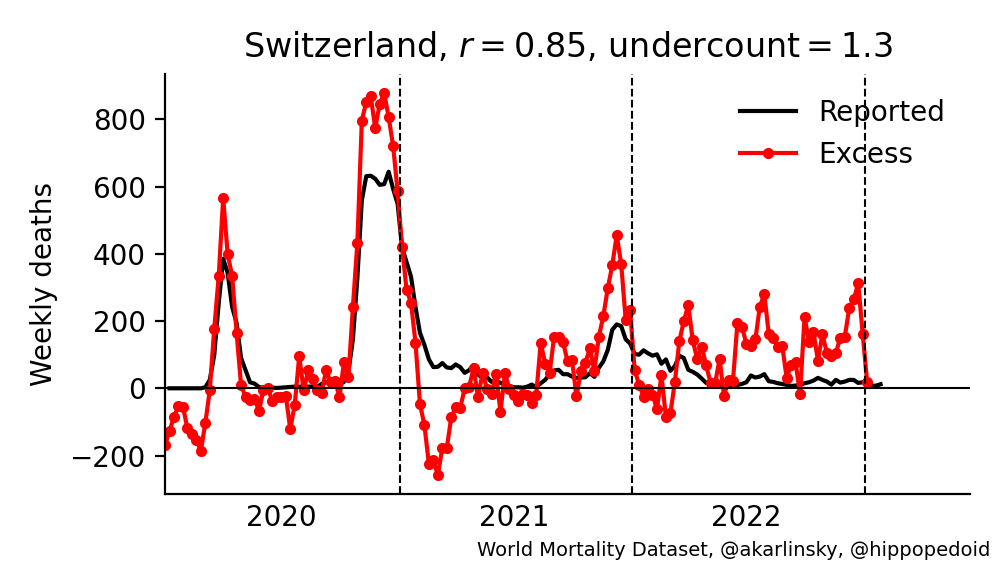 Switzerland, r = 0.85, undercount = 1.3
Weekly deaths
800
600
400
200
0
−200
Reported
Excess
2020 2021 2022
World Mortality Dataset, @akarlinsky, @hippopedoid